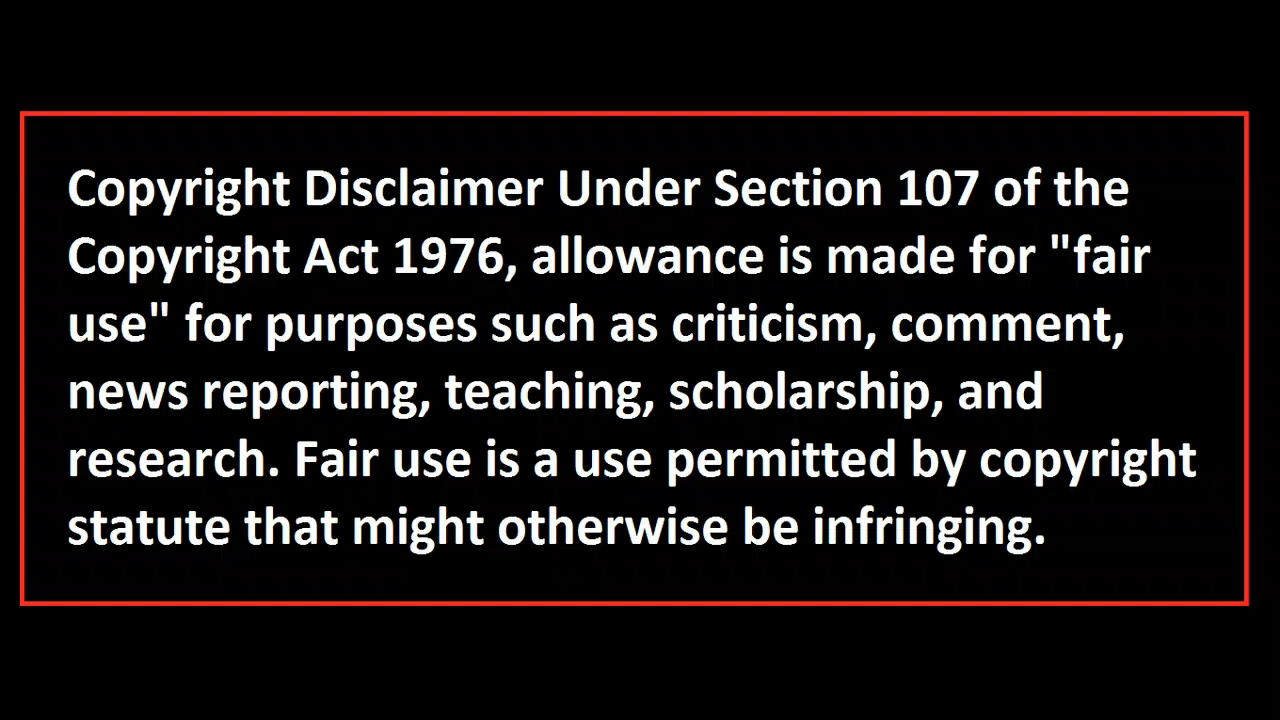 Copyright Disclaimer Under Section 107 of the
Copyright Act 1976, allowance is made for "fair
use" for purposes such as criticism, comment,
news reporting, teaching, scholarship, and
research. Fair use is a use permitted by copyright
statute that might otherwise be infringing.